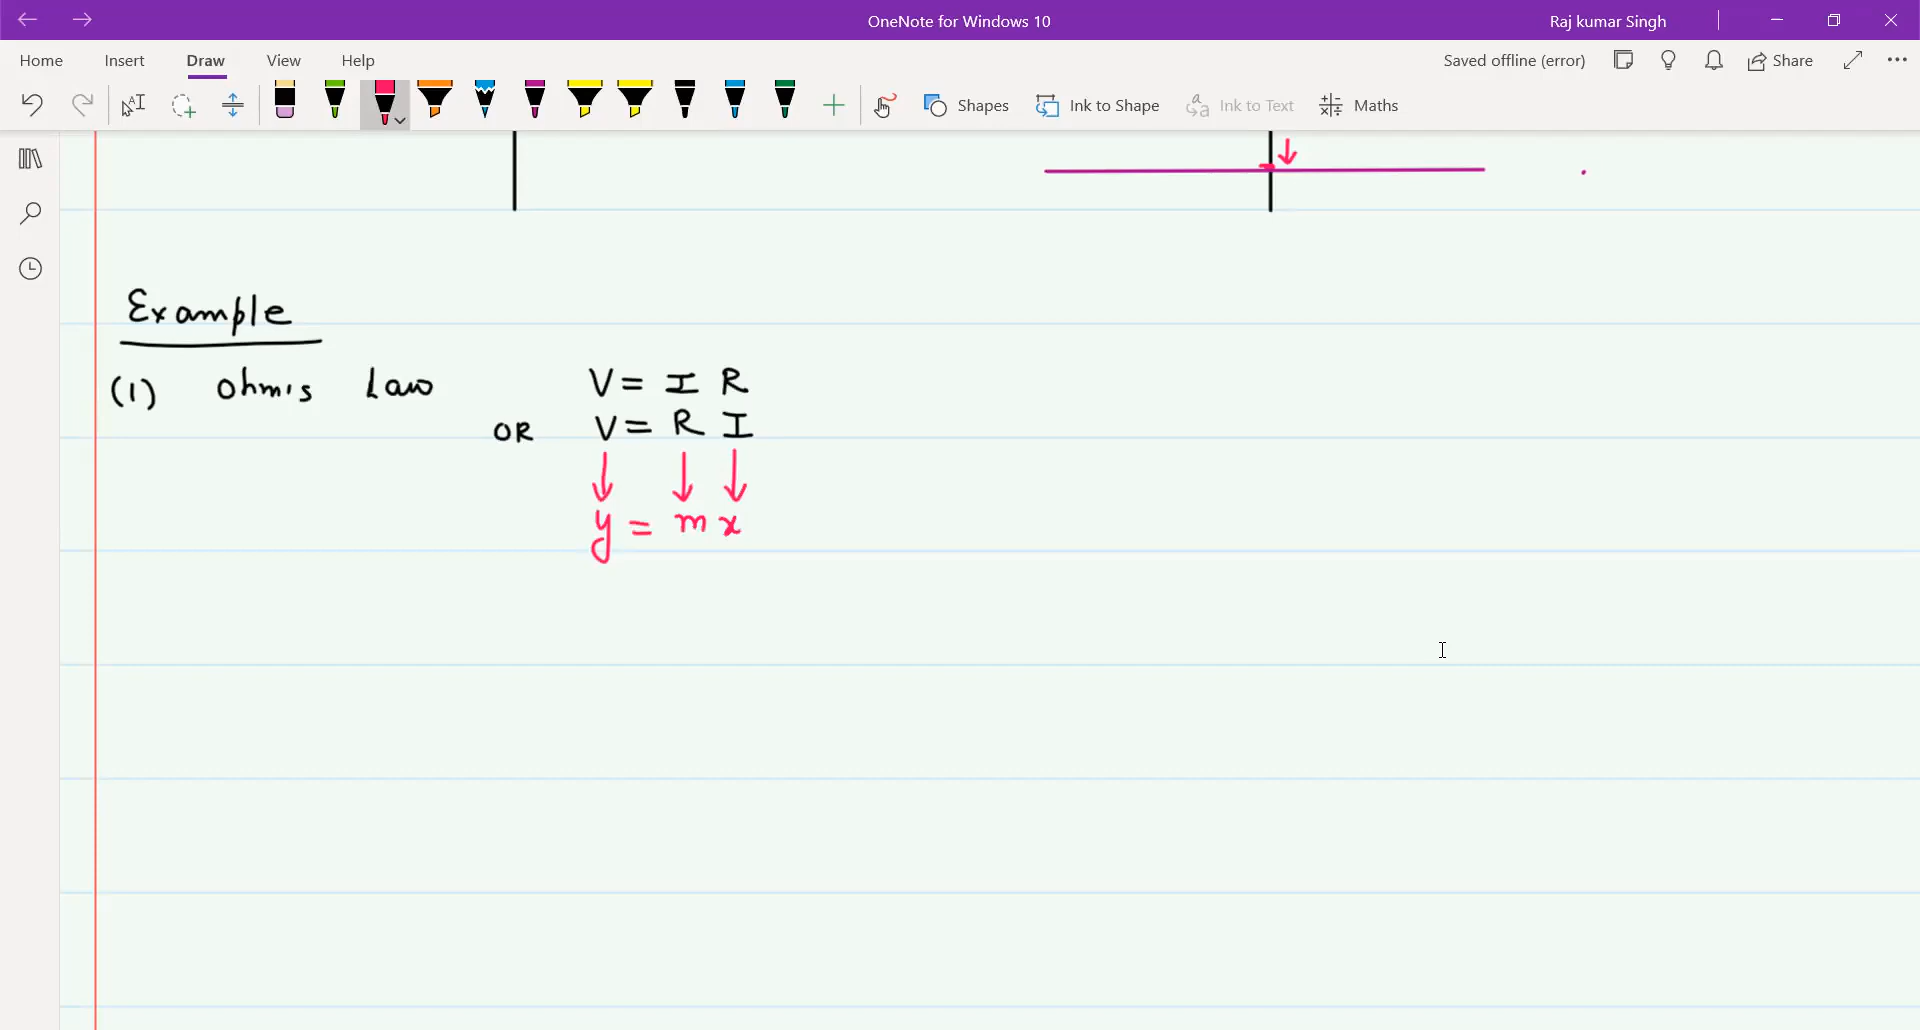 OneNote for Windows 10
Raj kumar Singh
Home Insert Draw View Help
Saved offline (error) Share
Shapes Ink to Shape Ink to Text Maths
Example
(1) Ohm's Law V = I R
OR V = R I
y = m x